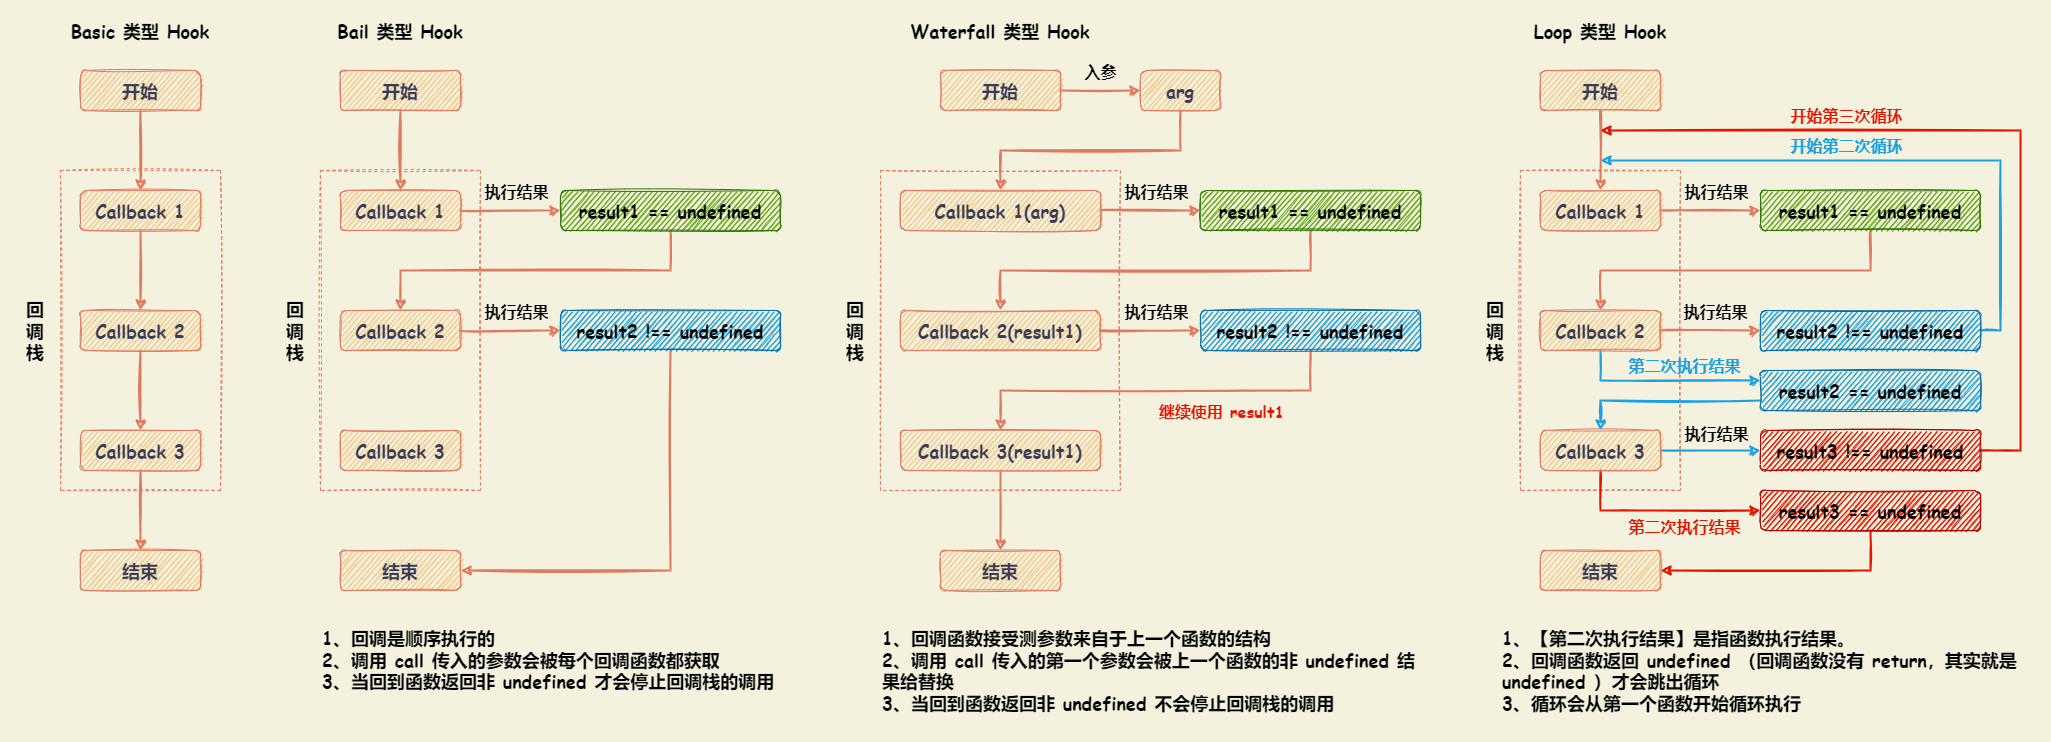 Basic 类型 Hook
开始
回调栈
Callback 1
Callback 2
Callback 3
结束
Bail 类型 Hook
开始
回调栈
Callback 1
执行结果
result1 == undefined
Callback 2
执行结果
result2 !== undefined
Callback 3
结束
1、回调是顺序执行的
2、调用 call 传入的参数会被每个回调函数都获取
3、当回到函数返回非 undefined 才会停止回调栈的调用
Waterfall 类型 Hook
开始
入参
arg
回调栈
Callback 1(arg)
执行结果
result1 == undefined
Callback 2(result1)
执行结果
result2 !== undefined
继续使用 result1
Callback 3(result1)
结束
1、回调函数接受测参数来自于上一个函数的结构
2、调用 call 传入的第一个参数会被上一个函数的非 undefined 结
果给替换
3、当回到函数返回非 undefined 不会停止回调栈的调用
Loop 类型 Hook
开始
开始第三次循环
开始第二次循环
回调栈
Callback 1
执行结果
result1 == undefined
Callback 2
执行结果
result2 !== undefined
第二次执行结果
result2 == undefined
Callback 3
执行结果
result3 !== undefined
第二次执行结果
result3 == undefined
结束
1、【第二次执行结果】是指函数执行结果。
2、回调函数返回 undefined （回调函数没有 return，其实就是
undefined ）才会跳出循环
3、循环会从第一个函数开始循环执行